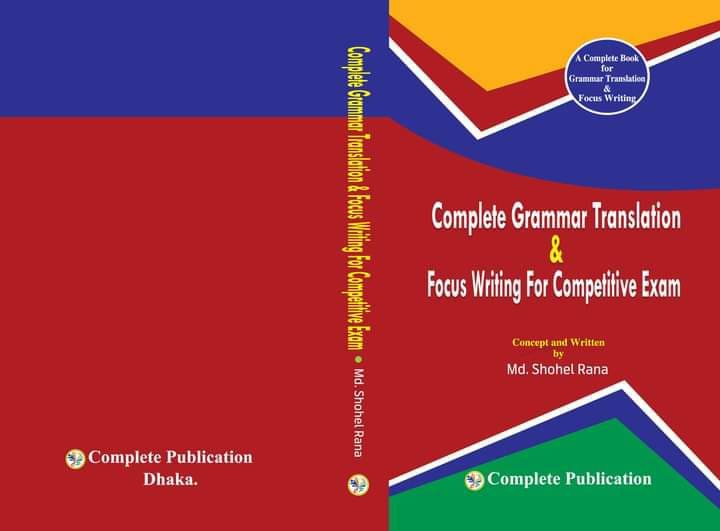 Complete Publication
Dhaka.
Complete Grammar Translation & Focus Writing For Competitive Exam • Md. Shohel Rana
A Complete Book
for
Grammar Translation
&
Focus Writing
Complete Grammar Translation
&
Focus Writing For Competitive Exam
Concept and Written
by
Md. Shohel Rana
Complete Publication